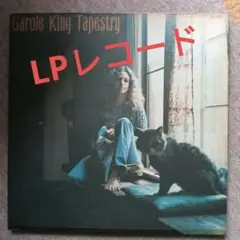 Carole King Tapestry
LPレコード